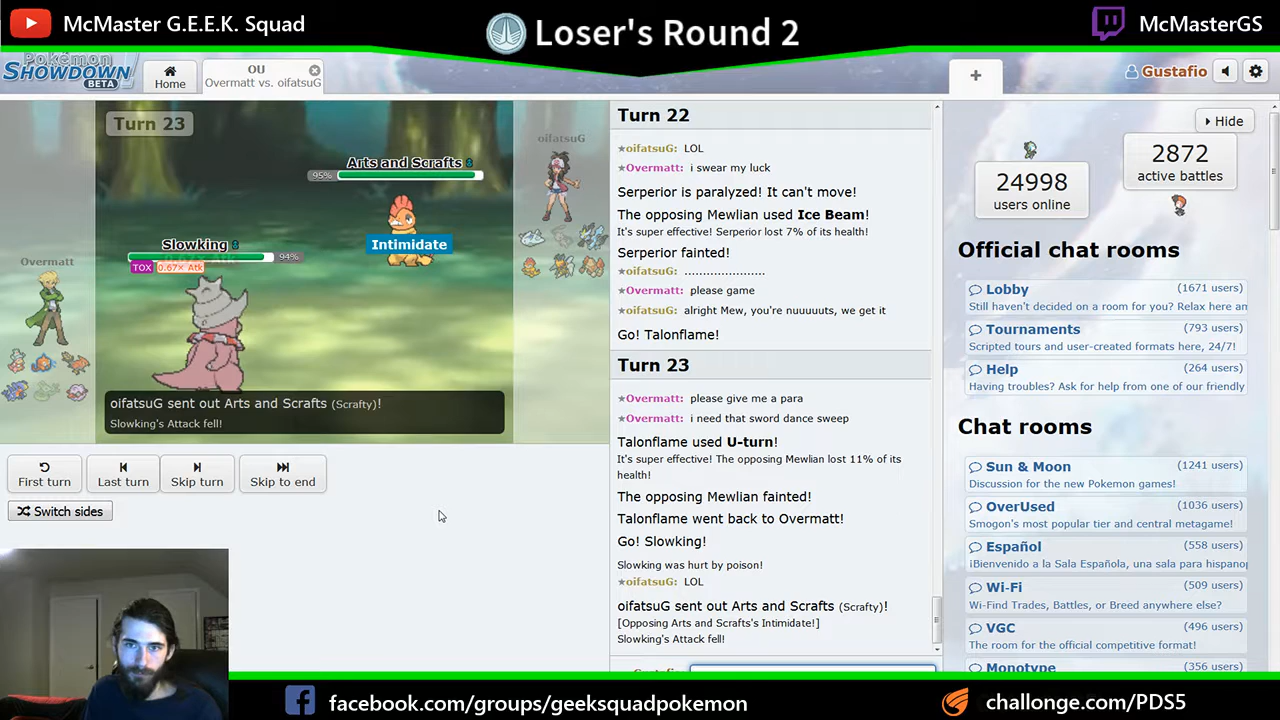 McMaster G.E.E.K. Squad
Loser's Round 2
McMasterGS
Pokémon
SHOWDOWN
BETA
Home
OU
Overmatt vs. oifatsuG
+
Gustafio
Turn 23
Arts and Scrafts
95%
Intimidate
Slowking
94%
TOX 0.67× Atk
Overmatt
oifatsuG
oifatsuG sent out Arts and Scrafts (Scrafty)!
Slowking's Attack fell!
First turn
Last turn
Skip turn
Skip to end
Switch sides
Turn 22
★oifatsuG: LOL
★Overmatt: i swear my luck
Serperior is paralyzed! It can't move!
The opposing Mewlian used Ice Beam!
It's super effective! Serperior lost 7% of its health!
Serperior fainted!
★oifatsuG: ......................
★Overmatt: please game
★oifatsuG: alright Mew, you're nuuuuuts, we get it
Go! Talonflame!
Turn 23
★Overmatt: please give me a para
★Overmatt: i need that sword dance sweep
Talonflame used U-turn!
It's super effective! The opposing Mewlian lost 11% of its
health!
The opposing Mewlian fainted!
Talonflame went back to Overmatt!
Go! Slowking!
Slowking was hurt by poison!
★oifatsuG: LOL
oifatsuG sent out Arts and Scrafts (Scrafty)!
[Opposing Arts and Scrafts's Intimidate!]
Slowking's Attack fell!
Hide
24998
users online
2872
active battles
Official chat rooms
Lobby (1671 users)
Still haven't decided on a room for you? Relax here an
Tournaments (793 users)
Scripted tours and user-created formats here, 24/7!
Help (264 users)
Having troubles? Ask for help from one of our friendly
Chat rooms
Sun & Moon (1241 users)
Discussion for the new Pokemon games!
OverUsed (1036 users)
Smogon's most popular tier and central metagame!
Español (558 users)
¡Bienvenido a la Sala Española, una sala para hispano
Wi-Fi (509 users)
Wi-Find Trades, Battles, or Breed anywhere else?
VGC (496 users)
The room for the official competitive format!
Monotype (356 users)
facebook.com/groups/geeksquadpokemon
challonge.com/PDS5